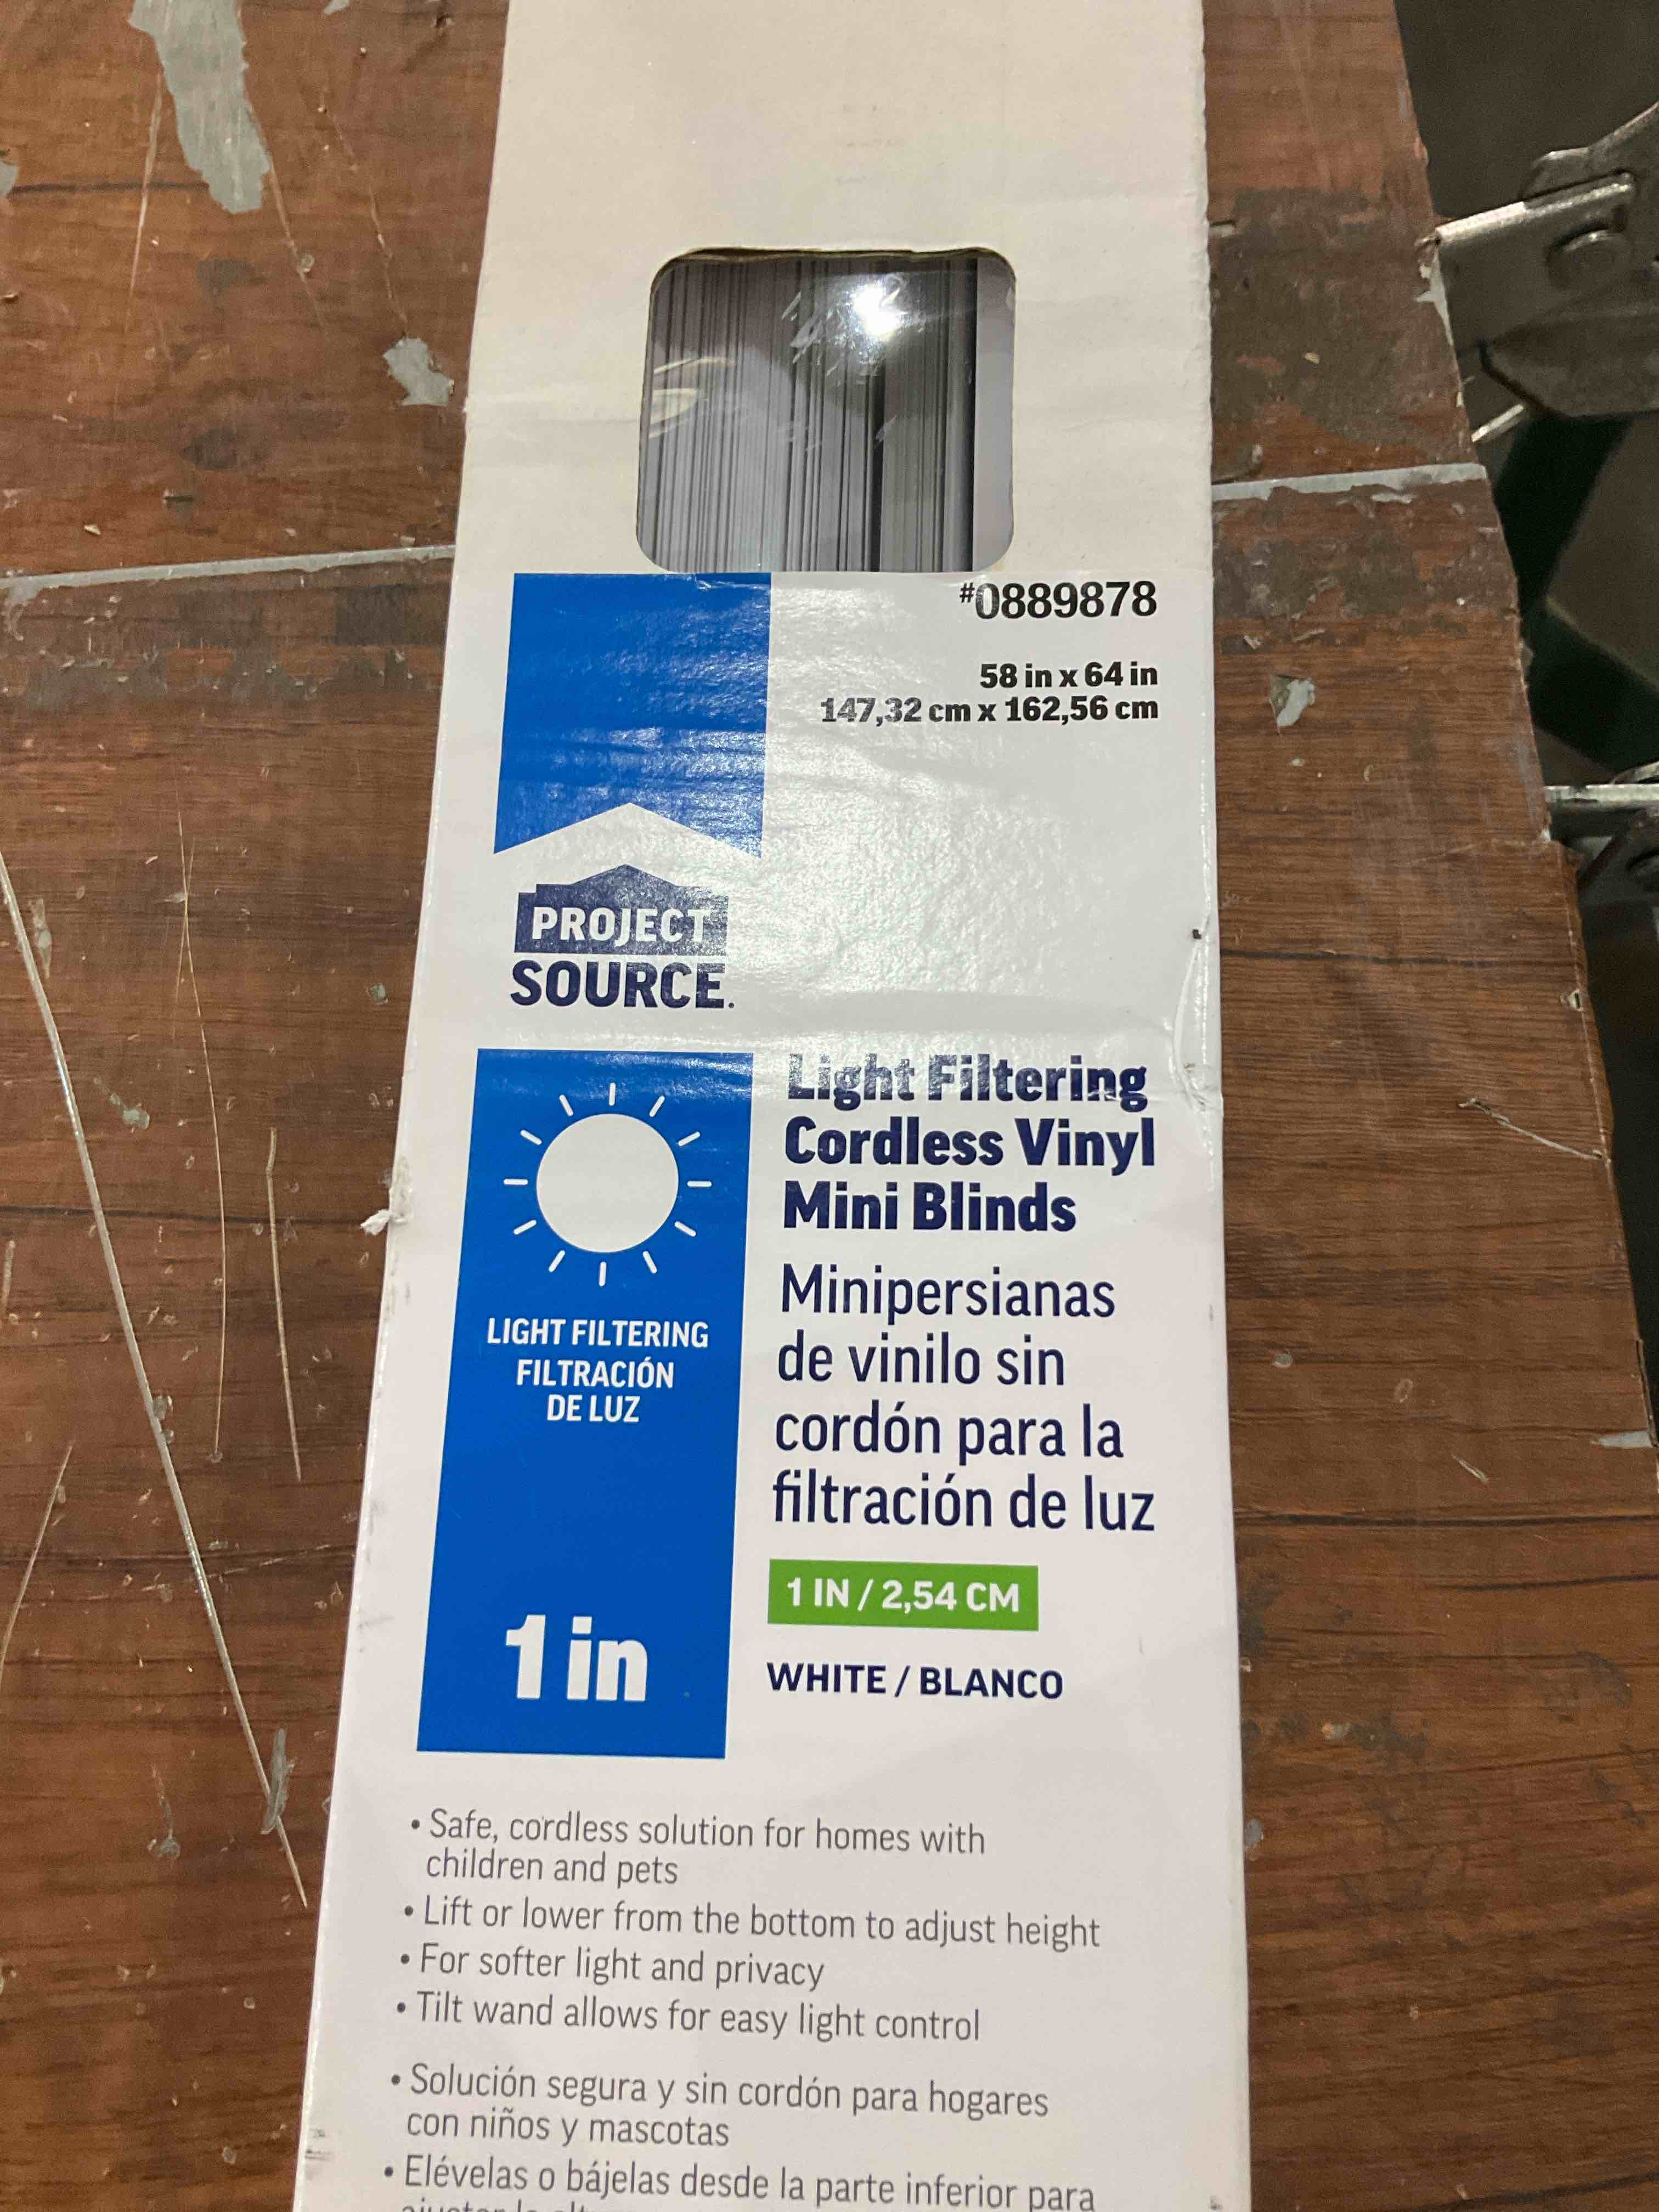 #0889878
58 in x 64 in
147,32 cm x 162,56 cm
PROJECT
SOURCE.
Light Filtering
Cordless Vinyl
Mini Blinds
Minipersianas
de vinilo sin
cordón para la
filtración de luz
LIGHT FILTERING
FILTRACIÓN
DE LUZ
1 in
1 IN / 2,54 CM
WHITE / BLANCO
• Safe, cordless solution for homes with
children and pets
• Lift or lower from the bottom to adjust height
• For softer light and privacy
• Tilt wand allows for easy light control
• Solución segura y sin cordón para hogares
con niños y mascotas
• Elévelas o bájelas desde la parte inferior para